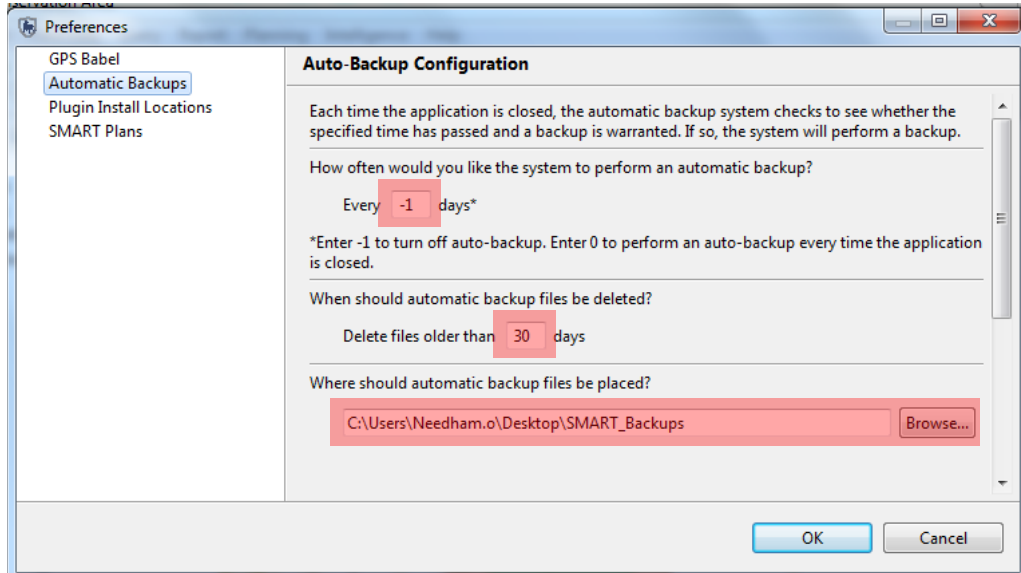 servation Area
Preferences
GPS Babel
Automatic Backups
Plugin Install Locations
SMART Plans
Auto-Backup Configuration
Each time the application is closed, the automatic backup system checks to see whether the
specified time has passed and a backup is warranted. If so, the system will perform a backup.
How often would you like the system to perform an automatic backup?
Every -1 days*
*Enter -1 to turn off auto-backup. Enter 0 to perform an auto-backup every time the application
is closed.
When should automatic backup files be deleted?
Delete files older than 30 days
Where should automatic backup files be placed?
C:\Users\Needham.o\Desktop\SMART_Backups Browse...
OK Cancel